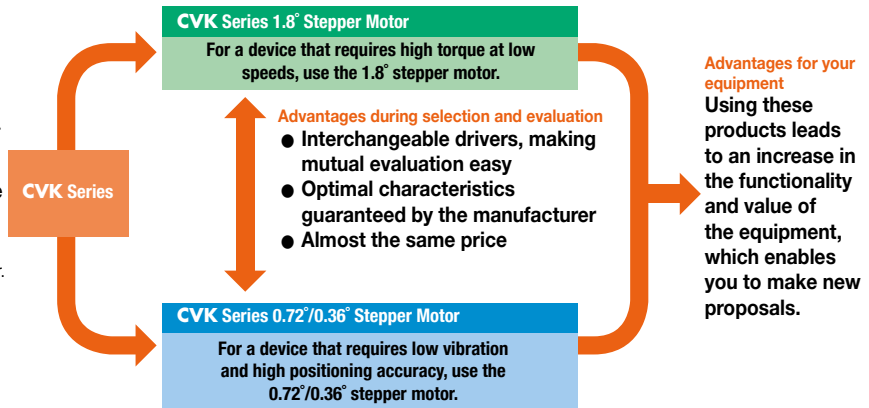 CVK Series 1.8˚ Stepper Motor
For a device that requires high torque at low
speeds, use the 1.8˚ stepper motor.
CVK Series
Advantages during selection and evaluation
● Interchangeable drivers, making
mutual evaluation easy
● Optimal characteristics
guaranteed by the manufacturer
● Almost the same price
CVK Series 0.72˚/0.36˚ Stepper Motor
For a device that requires low vibration
and high positioning accuracy, use the
0.72˚/0.36˚ stepper motor.
Advantages for your
equipment
Using these
products leads
to an increase in
the functionality
and value of
the equipment,
which enables
you to make new
proposals.